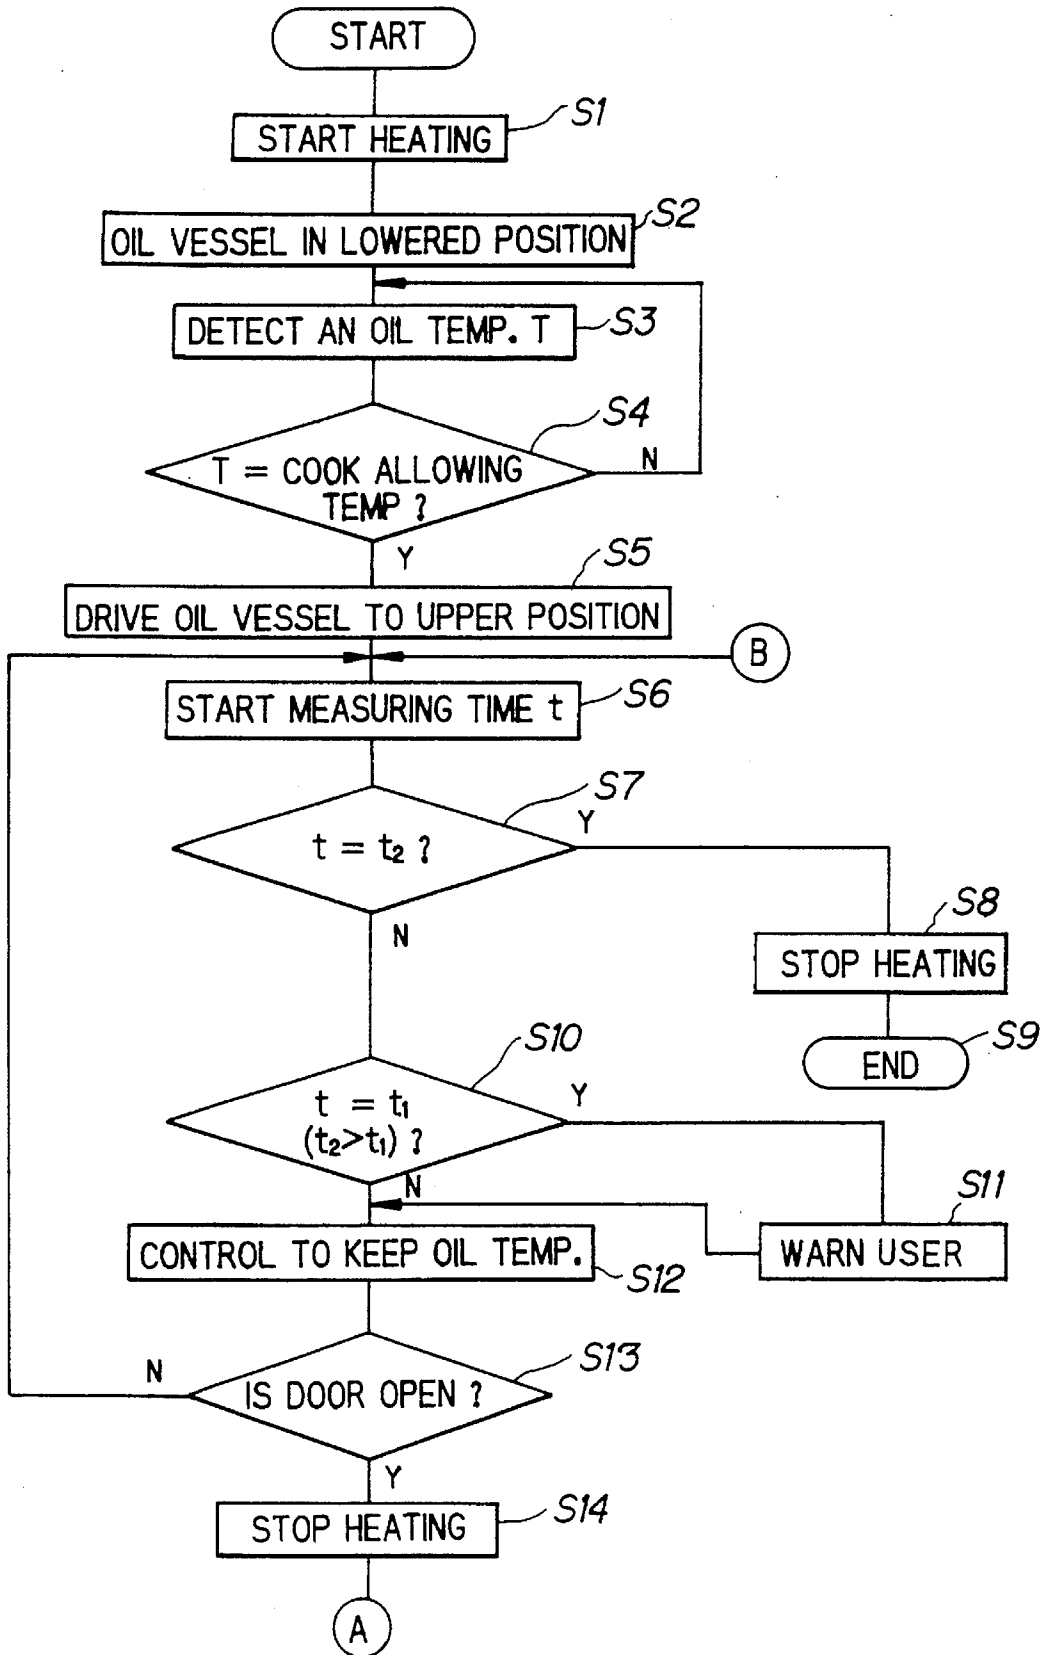 START
START HEATING
S1
OIL VESSEL IN LOWERED POSITION
S2
DETECT AN OIL TEMP. T
S3
S4
T = COOK ALLOWING
TEMP ?
N
Y
S5
DRIVE OIL VESSEL TO UPPER POSITION
B
START MEASURING TIME t
S6
S7
Y
t = t₂ ?
N
S8
STOP HEATING
S9
END
S10
Y
t = t₁
(t₂>t₁) ?
N
S11
WARN USER
CONTROL TO KEEP OIL TEMP.
S12
S13
N
IS DOOR OPEN ?
Y
S14
STOP HEATING
A